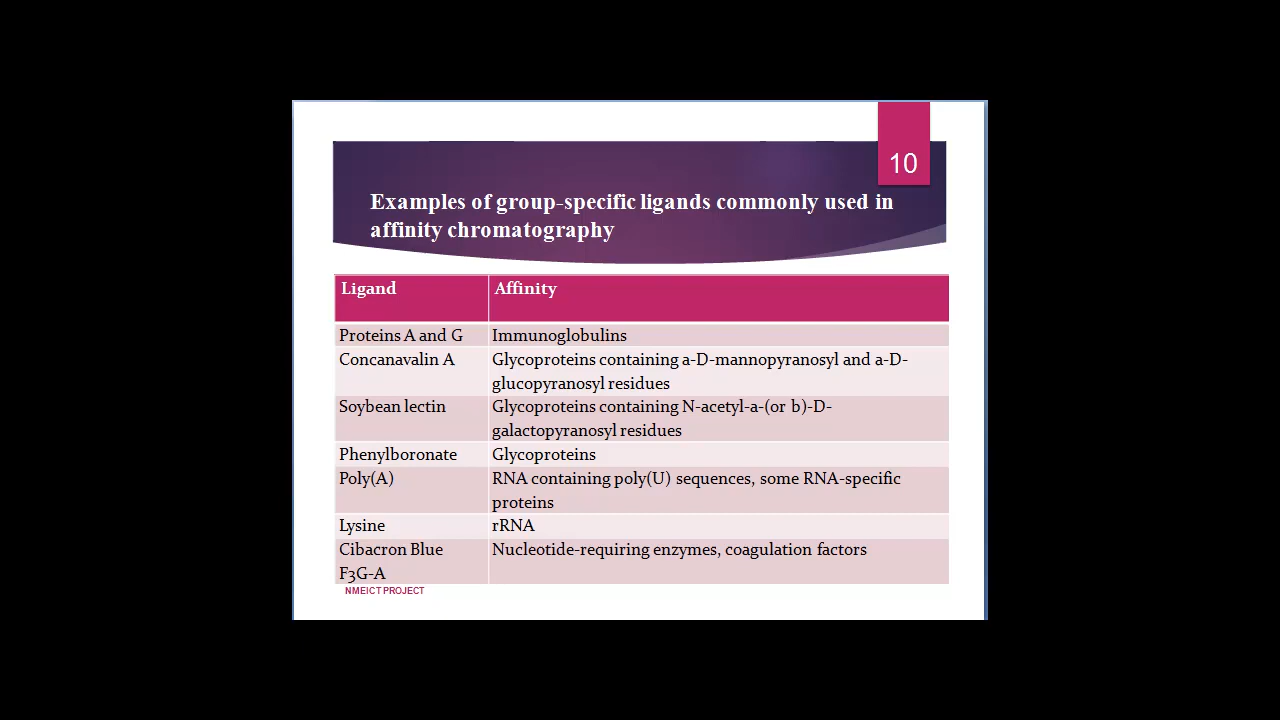 10
Examples of group-specific ligands commonly used in
affinity chromatography
Ligand Affinity
Proteins A and G Immunoglobulins
Concanavalin A Glycoproteins containing a-D-mannopyranosyl and a-D-
glucopyranosyl residues
Soybean lectin Glycoproteins containing N-acetyl-a-(or b)-D-
galactopyranosyl residues
Phenylboronate Glycoproteins
Poly(A) RNA containing poly(U) sequences, some RNA-specific
proteins
Lysine rRNA
Cibacron Blue Nucleotide-requiring enzymes, coagulation factors
F3G-A
NMEICT PROJECT